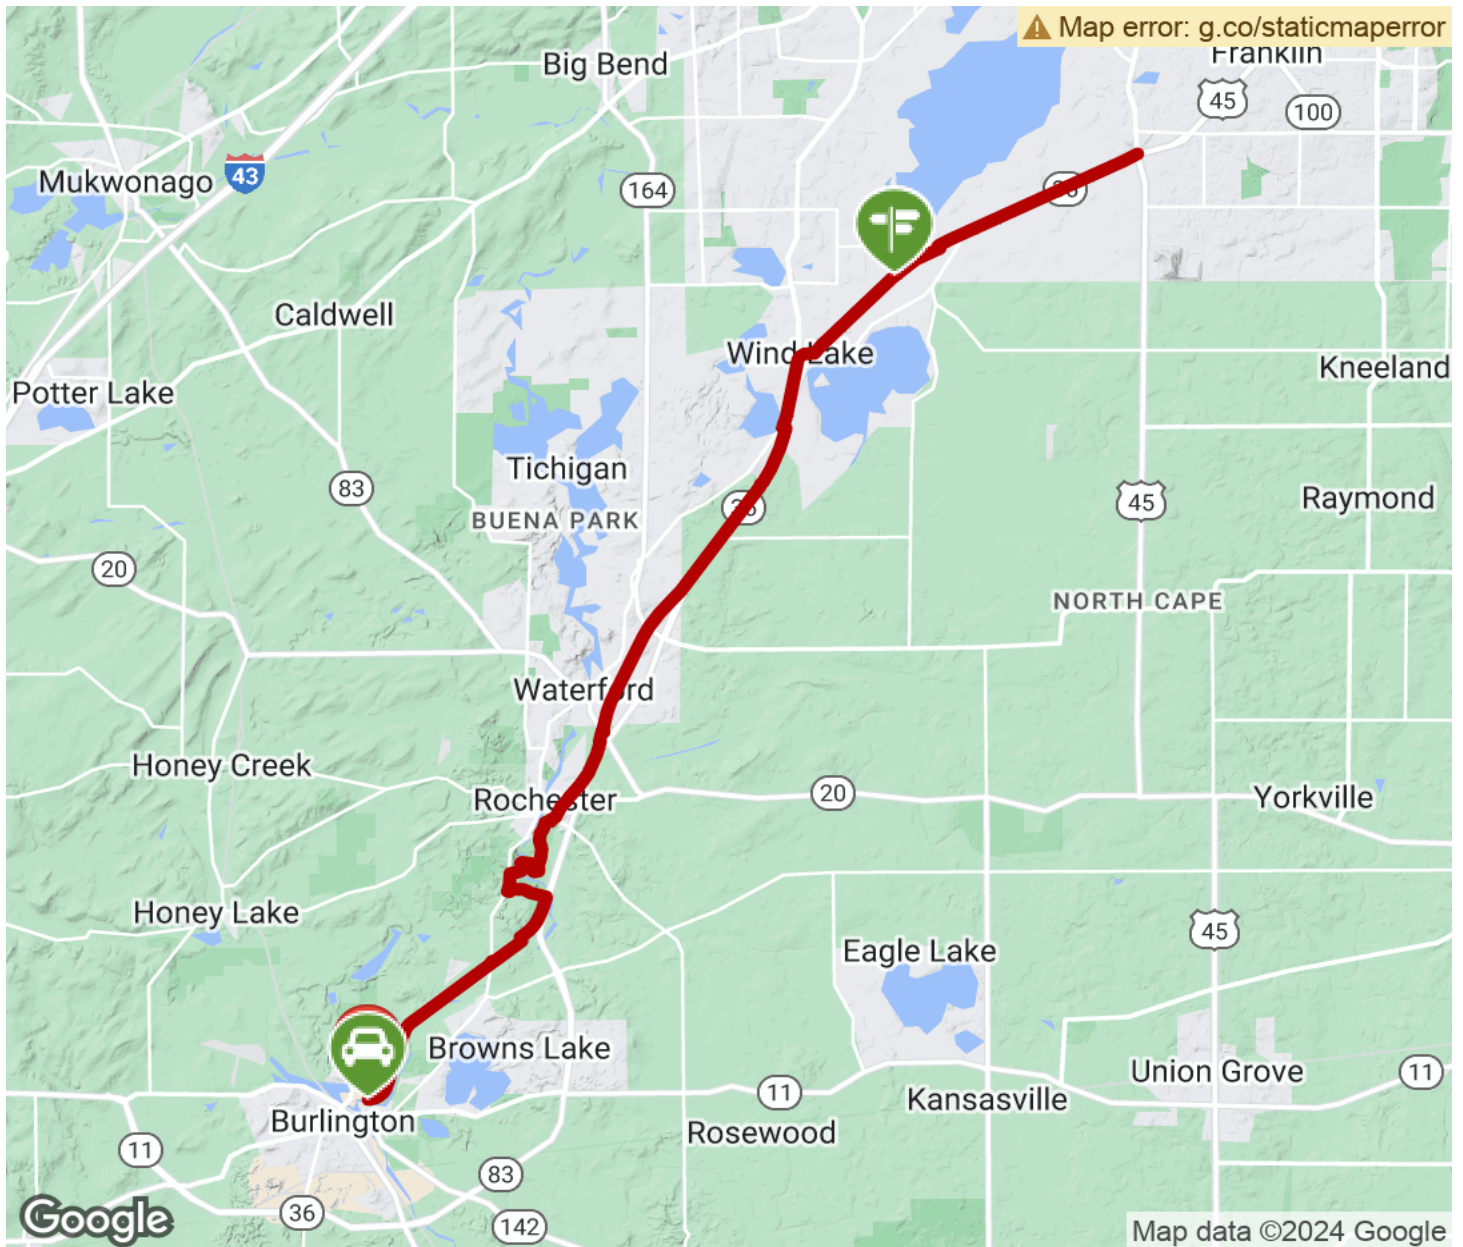 Map error: g.co/staticmaperror
Franklin
Big Bend
45
100
43
Mukwonago
164
36
Caldwell
Wind Lake
Kneeland
Potter Lake
Tichigan
83
36
45
Raymond
BUENA PARK
20
NORTH CAPE
Waterford
Honey Creek
Rochester
20
Yorkville
Honey Lake
45
Eagle Lake
Browns Lake
Union Grove
11
11
Kansasville
Burlington
Rosewood
11
83
36
142
Google
Map data ©2024 Google